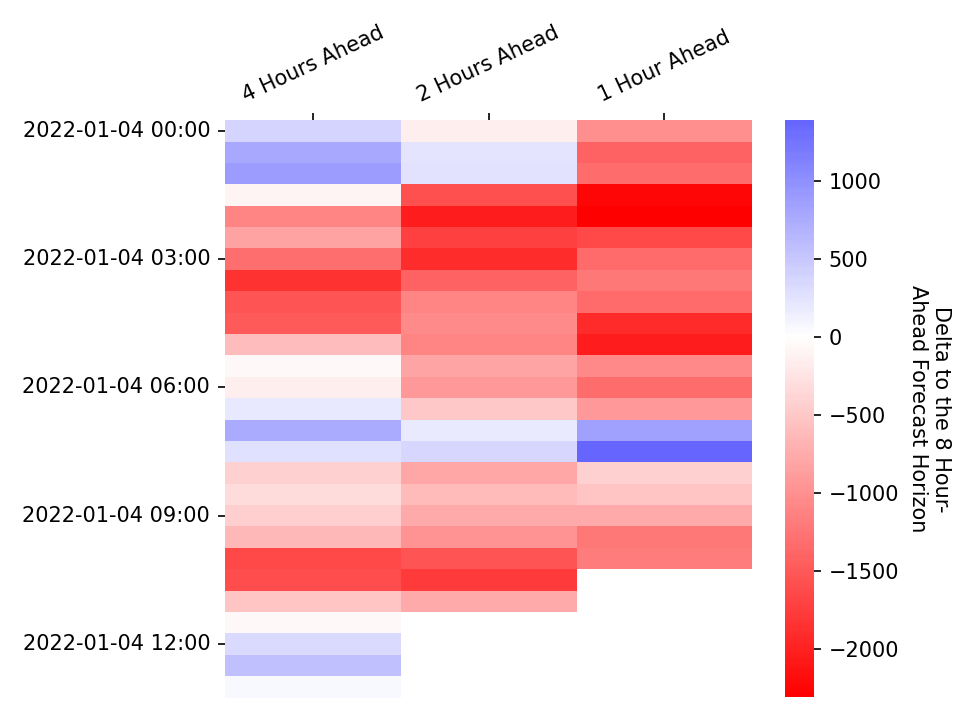 4 Hours Ahead
2 Hours Ahead
1 Hour Ahead
2022-01-04 00:00
2022-01-04 03:00
2022-01-04 06:00
2022-01-04 09:00
2022-01-04 12:00
1000
500
0
−500
−1000
−1500
−2000
Delta to the 8 Hour-
Ahead Forecast Horizon